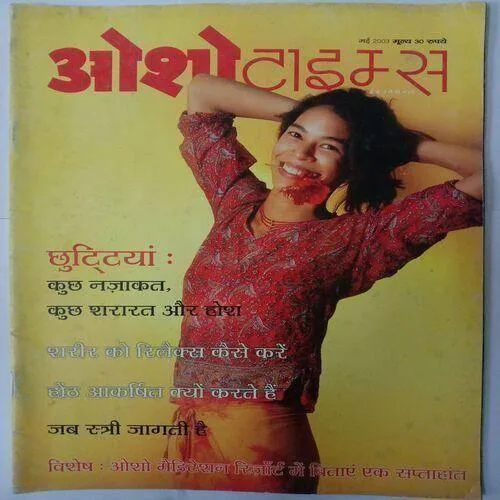 मई 2003 मूल्य 30 रुपये
ओशो टाइम्स
छुट्टियां :
कुछ नज़ाकत,
कुछ शरारत और होश
शरीर को रिलैक्स कैसे करें
होंठ आकर्षित क्यों करते हैं
जब स्त्री जागती है
विशेष : ओशो मेडिटेशन रिज़ॉर्ट में बिताएं एक सप्ताहांत